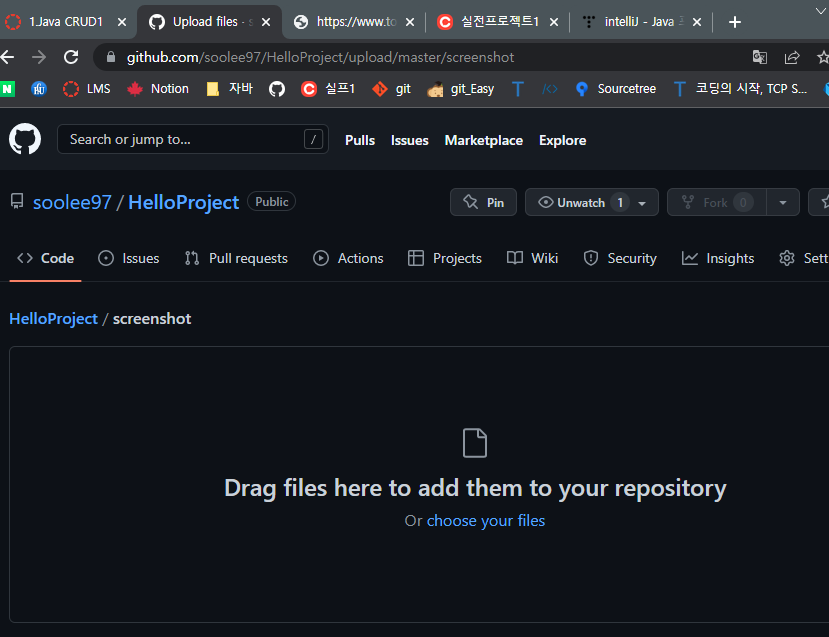 1.Java CRUD1
Upload files - s
https://www.to
실전프로젝트1
intelliJ - Java
github.com/soolee97/HelloProject/upload/master/screenshot
N
LMS
Notion
자바
실프1
git
git_Easy
T
Sourcetree
T
코딩의 시작, TCP S...
Search or jump to...
/
Pulls
Issues
Marketplace
Explore
soolee97 / HelloProject
Public
Pin
Unwatch 1
Fork 0
Code
Issues
Pull requests
Actions
Projects
Wiki
Security
Insights
Sett
HelloProject / screenshot
Drag files here to add them to your repository
Or choose your files